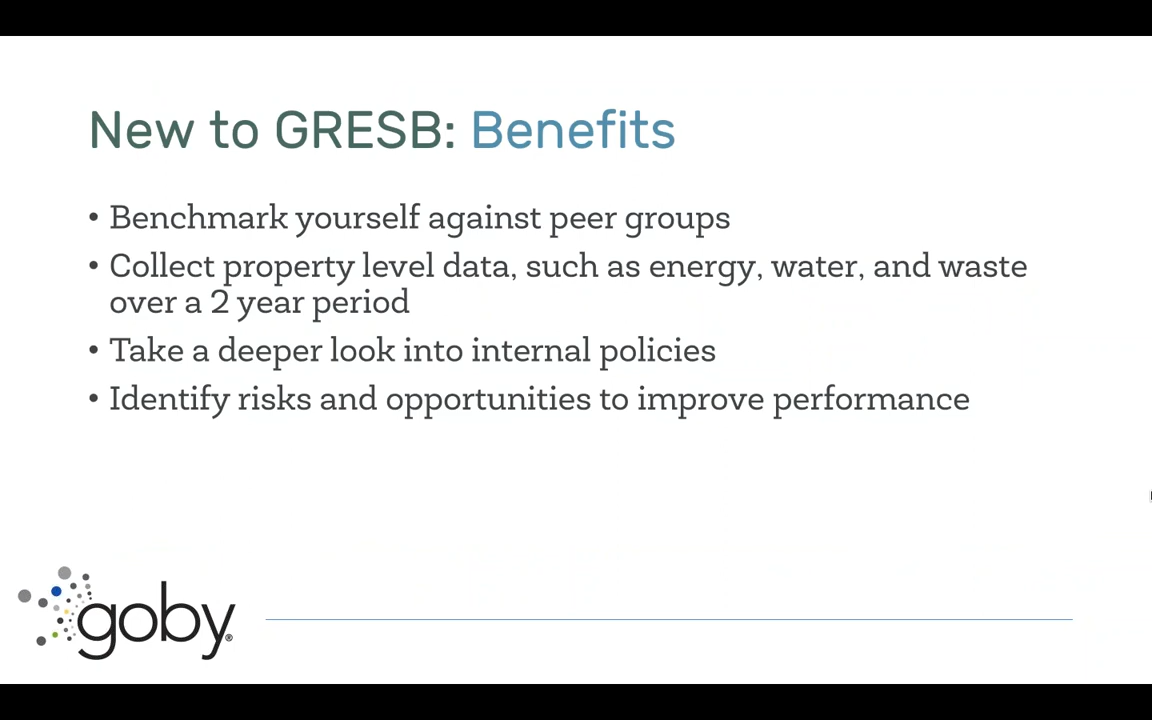 New to GRESB: Benefits
• Benchmark yourself against peer groups
• Collect property level data, such as energy, water, and waste
over a 2 year period
• Take a deeper look into internal policies
• Identify risks and opportunities to improve performance
goby®